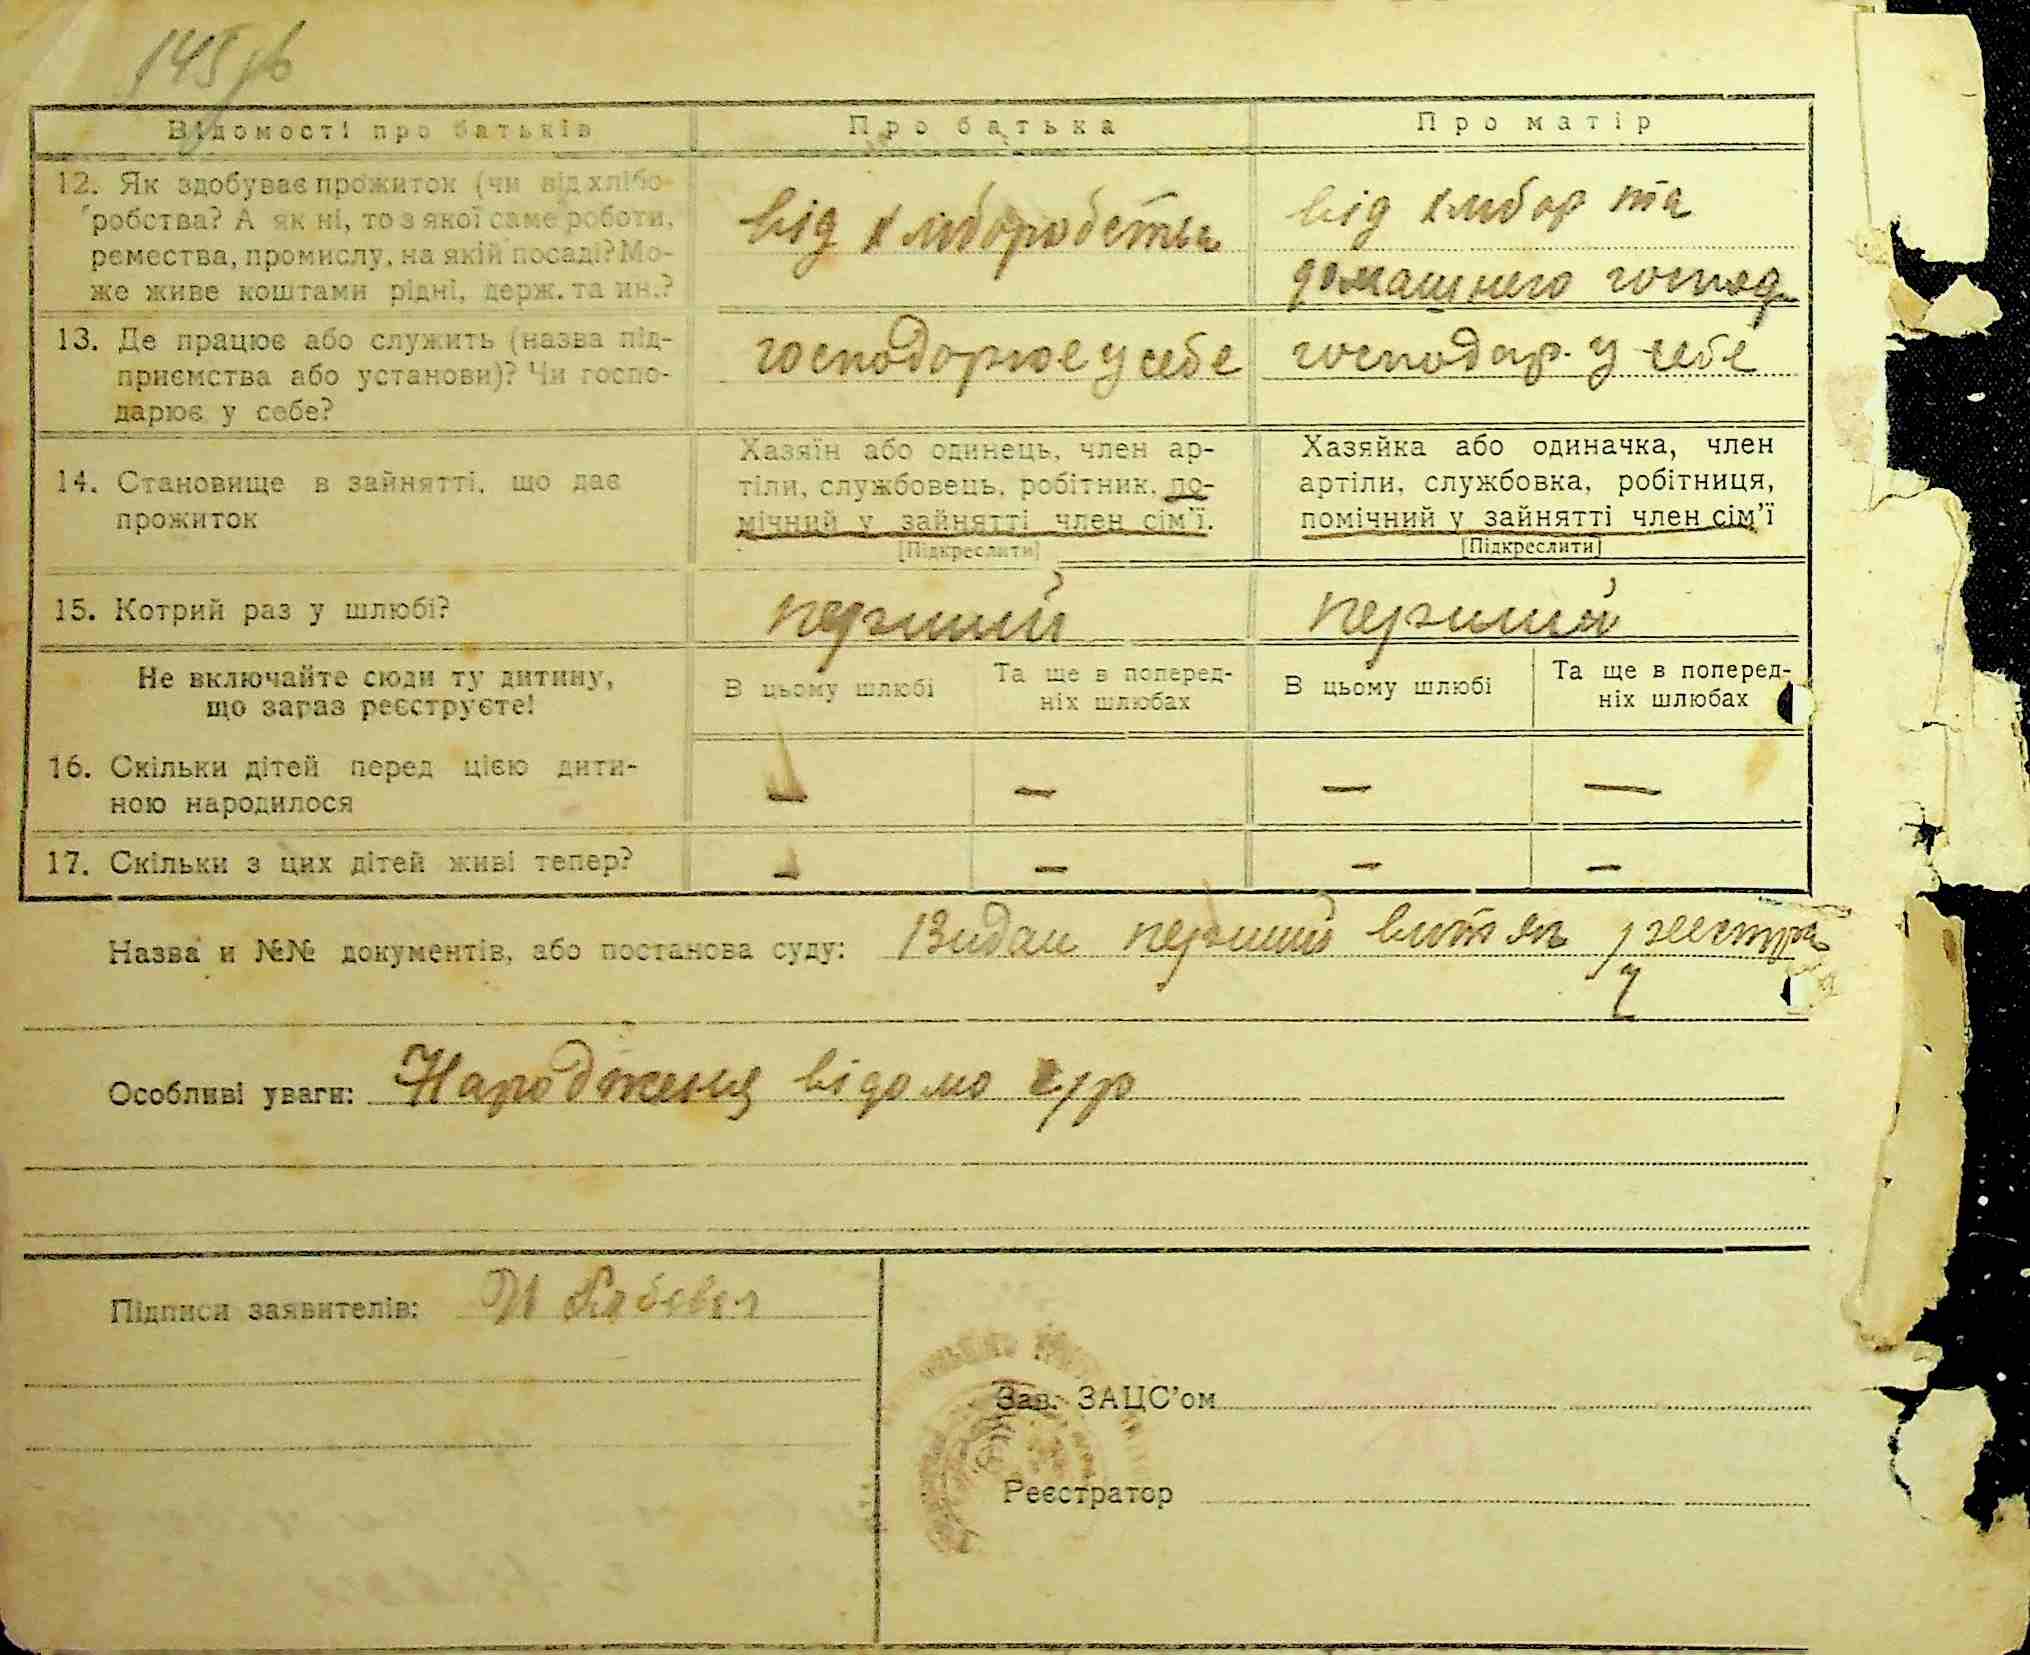 145
Відомості про батьків
Про батька
Про матір
12. Як здобуває прожиток (чи від хлібо-
робства? А як ні, то з якої саме роботи,
ремества, промислу, на якій посаді? Мо-
же живе коштами рідні, держ. та ин.?
від хліборобства
від хлібор та
домашнего господ
13. Де працює або служить (назва під-
приємства або установи)? Чи госпо-
дарює у себе?
господорює у себе
господар. у себе
14. Становище в зайнятті, що дає
прожиток
Хазяїн або одинець, член ар-
тіли, службовець, робітник, по-
мічний у зайнятті член сім'ї.
[Підкреслити]
Хазяйка або одиначка, член
артіли, службовка, робітниця,
помічний у зайнятті член сім'ї
[Підкреслити]
15. Котрий раз у шлюбі?
перший
перший
Не включайте сюди ту дитину,
що зараз реєструєте!
В цьому шлюбі
Та ще в поперед-
ніх шлюбах
В цьому шлюбі
Та ще в поперед-
ніх шлюбах
16. Скільки дітей перед цією дити-
ною народилося
— — — —
17. Скільки з цих дітей живі тепер?
— — — —
Назва и №№ документів, або постанова суду: Видан перший витяг
Особливі уваги: Народженя відомо с/р
Підписи заявителів:
Зав. ЗАЦС'ом
Реєстратор